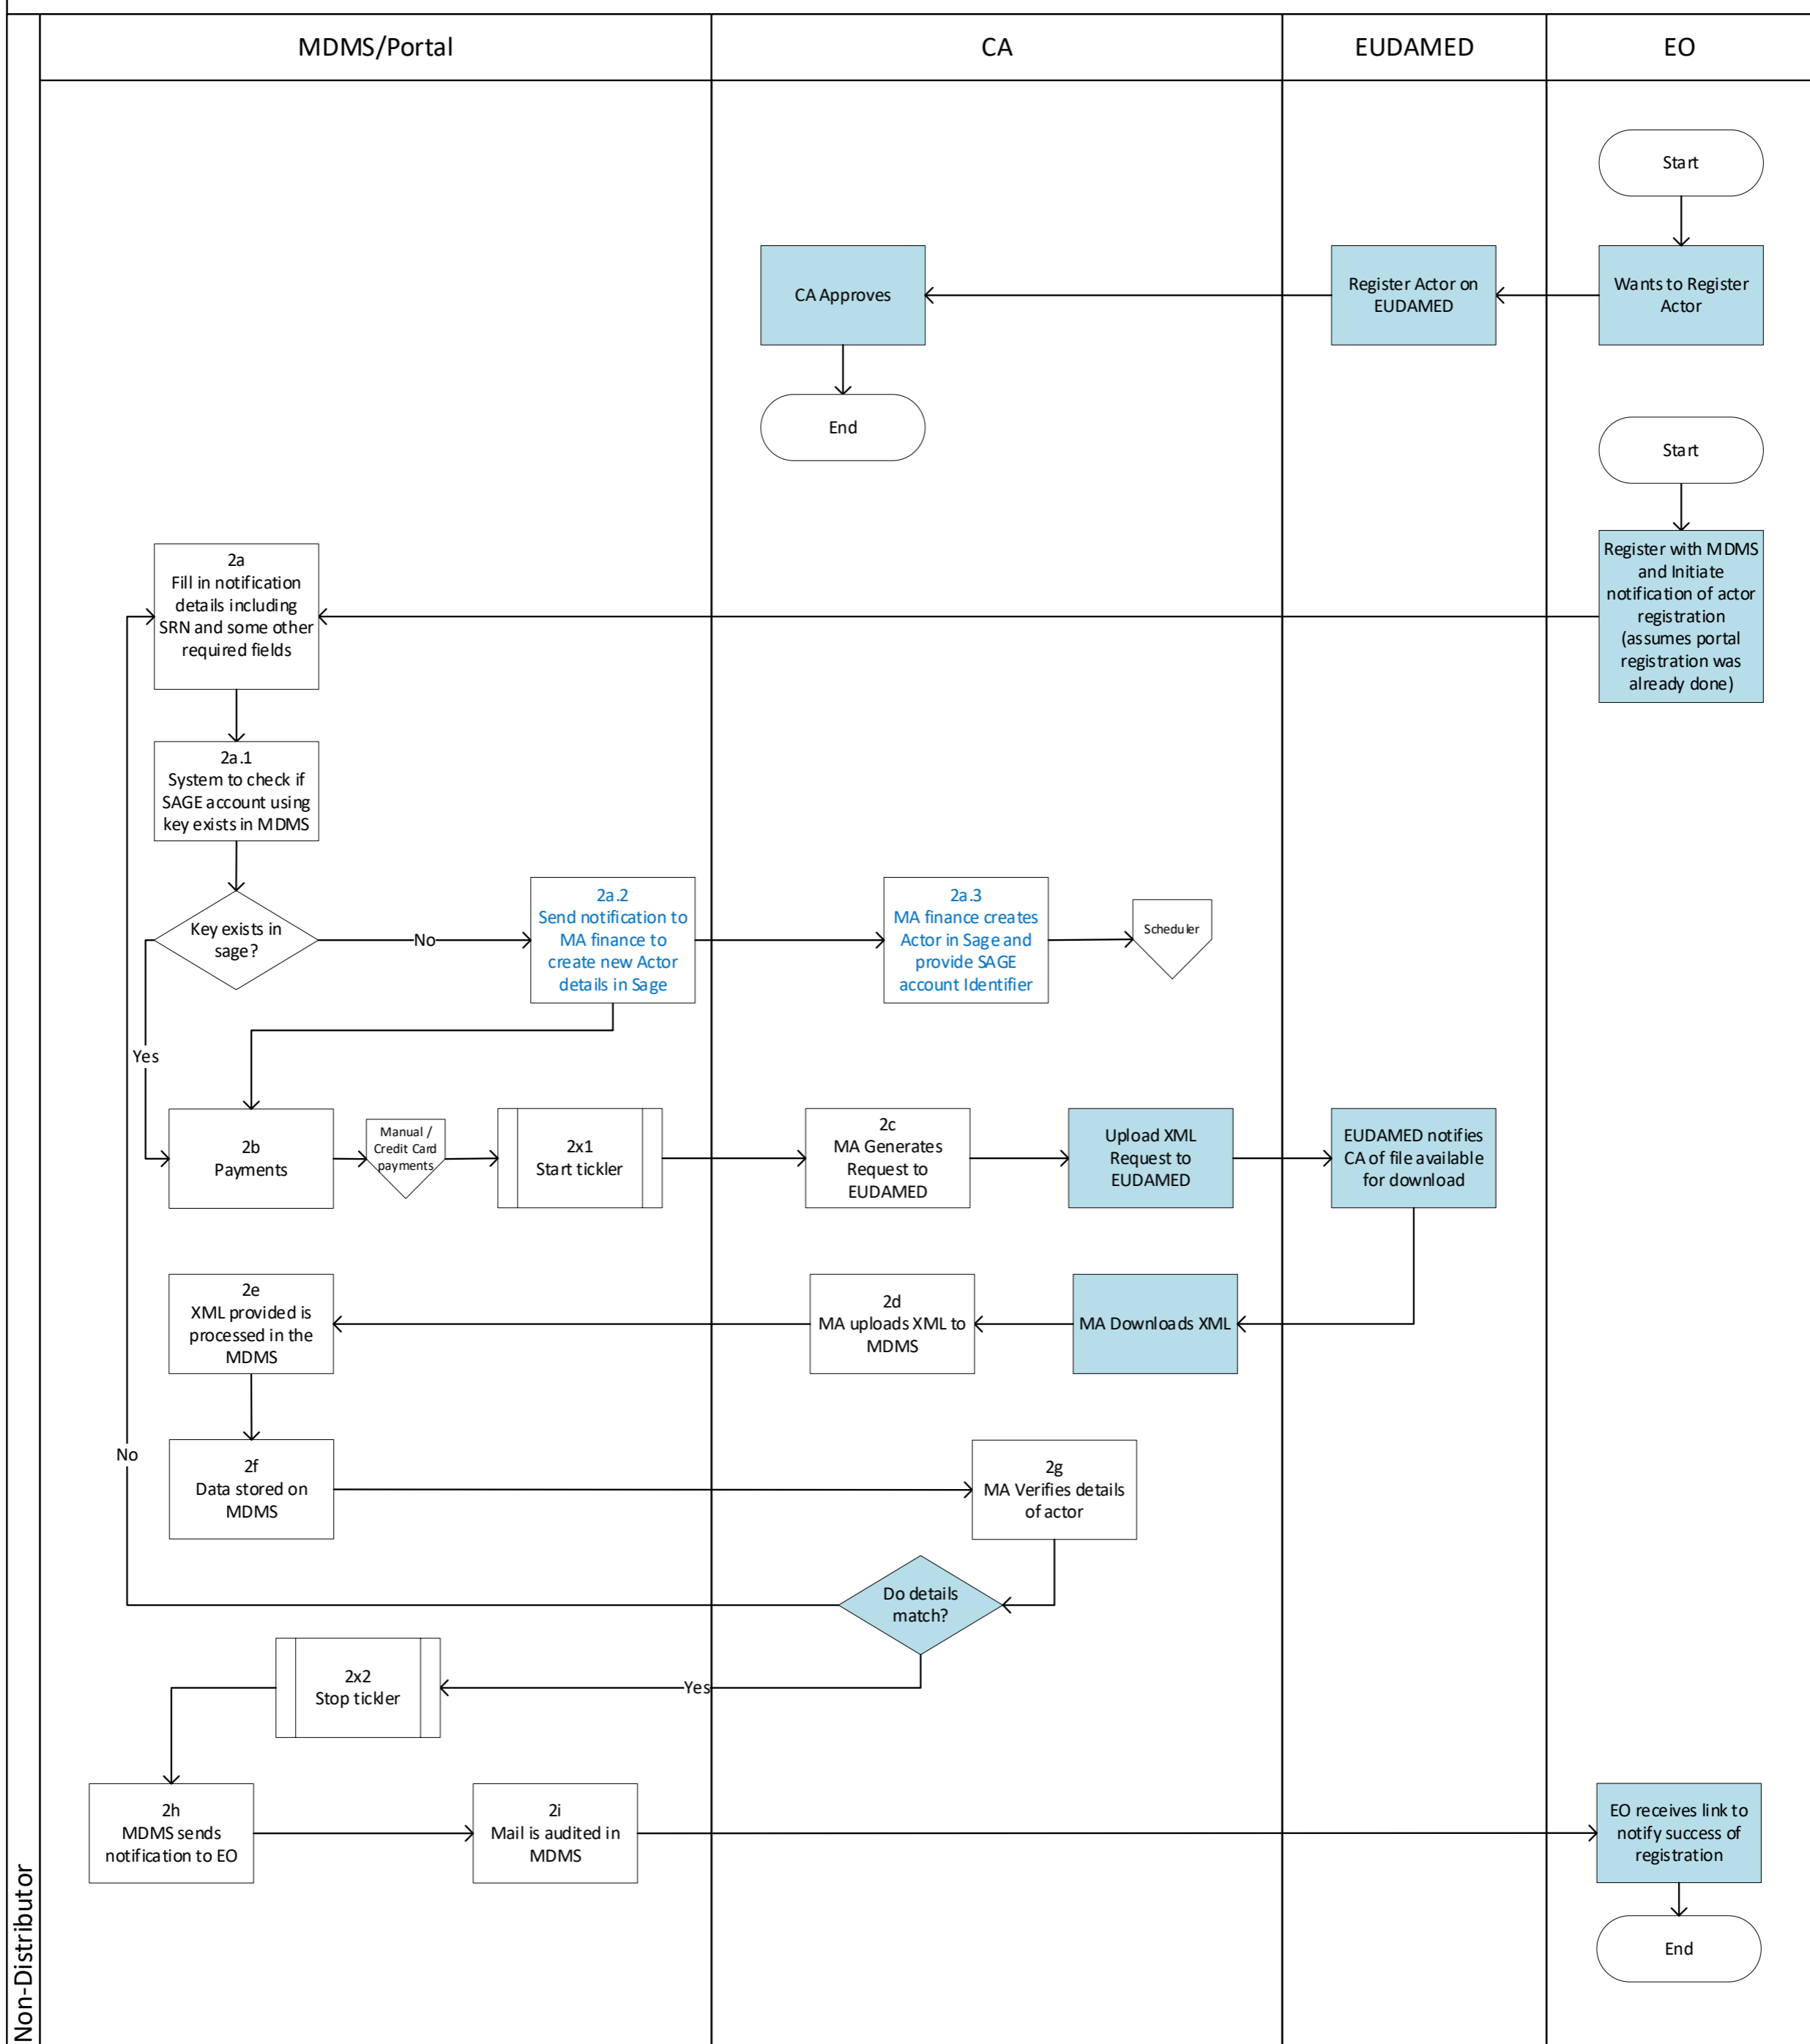 MDMS/Portal
CA
EUDAMED
EO
Start
CA Approves
Register Actor on
EUDAMED
Wants to Register
Actor
End
Start
2a
Fill in notification
details including
SRN and some other
required fields
Register with MDMS
and Initiate
notification of actor
registration
(assumes portal
registration was
already done)
2a.1
System to check if
SAGE account using
key exists in MDMS
Key exists in
sage?
No
2a.2
Send notification to
MA finance to
create new Actor
details in Sage
2a.3
MA finance creates
Actor in Sage and
provide SAGE
account Identifier
Scheduler
Yes
2b
Payments
Manual /
Credit Card
payments
2x1
Start tickler
2c
MA Generates
Request to
EUDAMED
Upload XML
Request to
EUDAMED
EUDAMED notifies
CA of file available
for download
2e
XML provided is
processed in the
MDMS
2d
MA uploads XML to
MDMS
MA Downloads XML
No
2f
Data stored on
MDMS
2g
MA Verifies details
of actor
Do details
match?
2x2
Stop tickler
Yes
2h
MDMS sends
notification to EO
2i
Mail is audited in
MDMS
EO receives link to
notify success of
registration
End
Non-Distributor